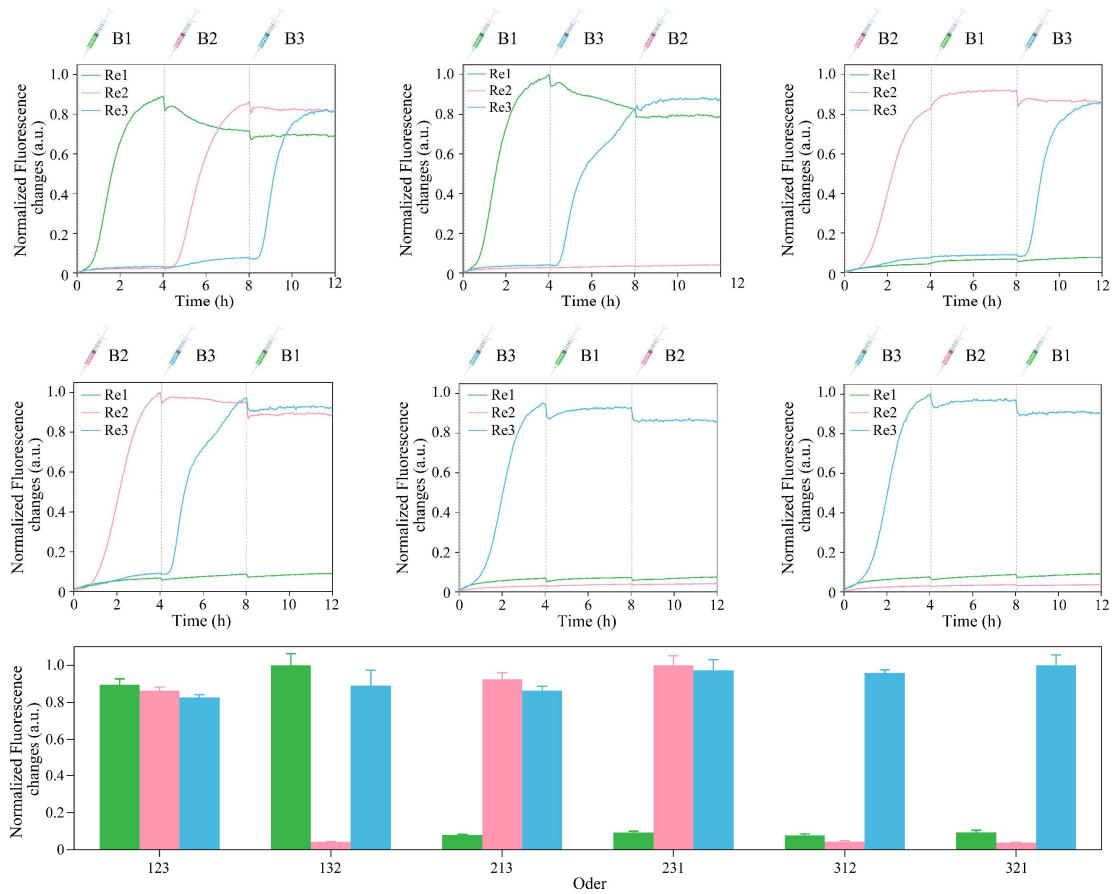 B1 B2 B3
Normalized Fluorescence
changes (a.u.)
1.0
0.8
0.6
0.4
0.2
0
Re1
Re2
Re3
0 2 4 6 8 10 12
Time (h)
B1 B3 B2
Normalized Fluorescence
changes (a.u.)
1.0
0.8
0.6
0.4
0.2
0
Re1
Re2
Re3
0 2 4 6 8 10 12
Time (h)
B2 B1 B3
Normalized Fluorescence
changes (a.u.)
1.0
0.8
0.6
0.4
0.2
0
Re1
Re2
Re3
0 2 4 6 8 10 12
Time (h)
B2 B3 B1
Normalized Fluorescence
changes (a.u.)
1.0
0.8
0.6
0.4
0.2
0
Re1
Re2
Re3
0 2 4 6 8 10 12
Time (h)
B3 B1 B2
Normalized Fluorescence
changes (a.u.)
1.0
0.8
0.6
0.4
0.2
0
Re1
Re2
Re3
0 2 4 6 8 10 12
Time (h)
B3 B2 B1
Normalized Fluorescence
changes (a.u.)
1.0
0.8
0.6
0.4
0.2
0
Re1
Re2
Re3
0 2 4 6 8 10 12
Time (h)
Normalized Fluorescence
changes (a.u.)
1.0
0.8
0.6
0.4
0.2
0
123 132 213 231 312 321
Oder